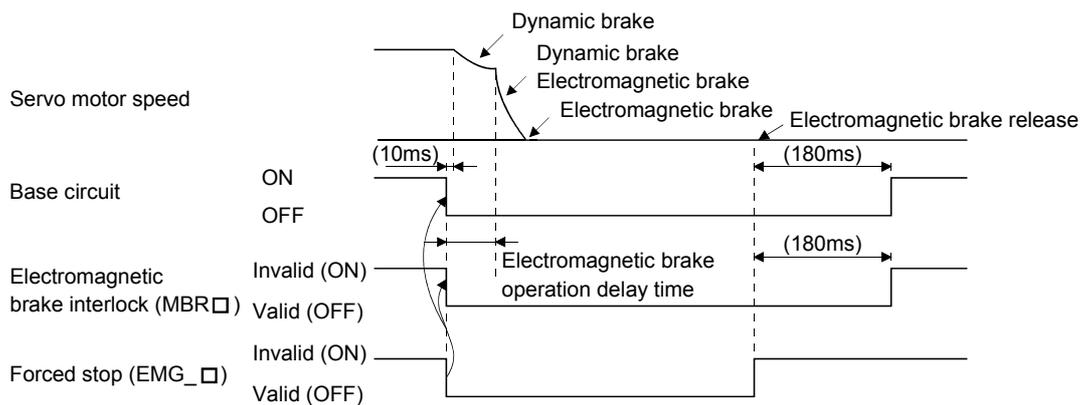 Dynamic brake
Dynamic brake
Electromagnetic brake
Electromagnetic brake
Electromagnetic brake release
Servo motor speed
(10ms)
(180ms)
Base circuit
ON
OFF
(180ms)
Electromagnetic
brake interlock (MBR□)
Invalid (ON)
Valid (OFF)
Electromagnetic brake
operation delay time
Forced stop (EMG_□)
Invalid (ON)
Valid (OFF)